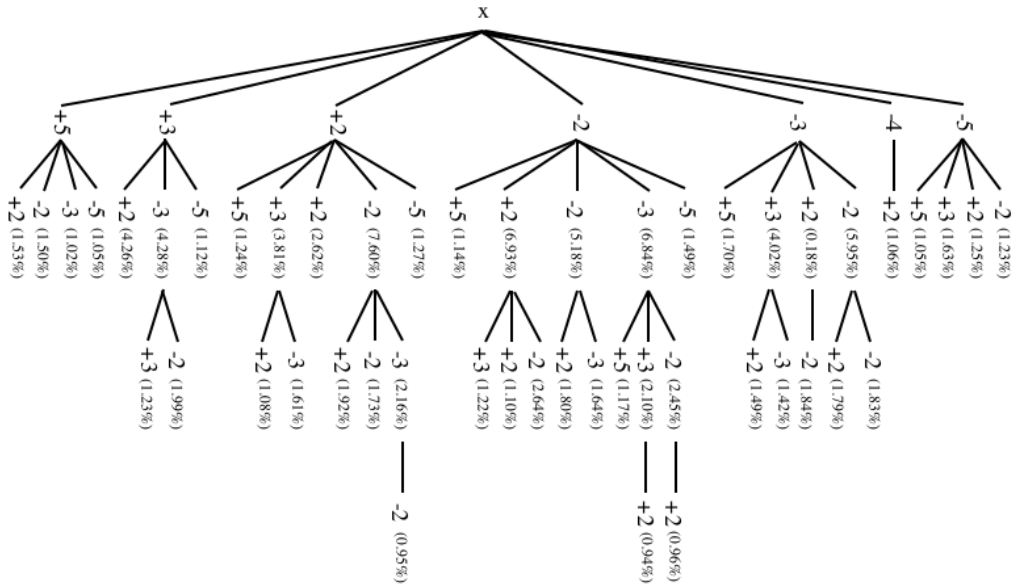 x
+5 +3 +2 -2 -3 -4 -5
+2 (1.53%) -2 (1.50%) -3 (1.02%) -5 (1.05%) +2 (4.26%) -3 (4.28%) -5 (1.12%) +5 (1.24%) +3 (3.81%) +2 (2.62%) -2 (7.60%) -5 (1.27%) +5 (1.14%) +2 (6.93%) -2 (5.18%) -3 (6.84%) -5 (1.49%) +5 (1.70%) +3 (4.02%) +2 (0.18%) -2 (5.95%) +2 (1.06%) +5 (1.05%) +3 (1.63%) +2 (1.25%) -2 (1.23%)
+3 (1.23%) -2 (1.99%) +2 (1.08%) -3 (1.61%) +2 (1.92%) -2 (1.73%) -3 (2.16%) +3 (1.22%) +2 (1.10%) -2 (2.64%) +2 (1.80%) -3 (1.64%) +5 (1.17%) +3 (2.10%) -2 (2.45%) +2 (1.49%) -3 (1.42%) -2 (1.84%) +2 (1.79%) -2 (1.83%)
-2 (0.95%) +2 (0.94%) +2 (0.96%)